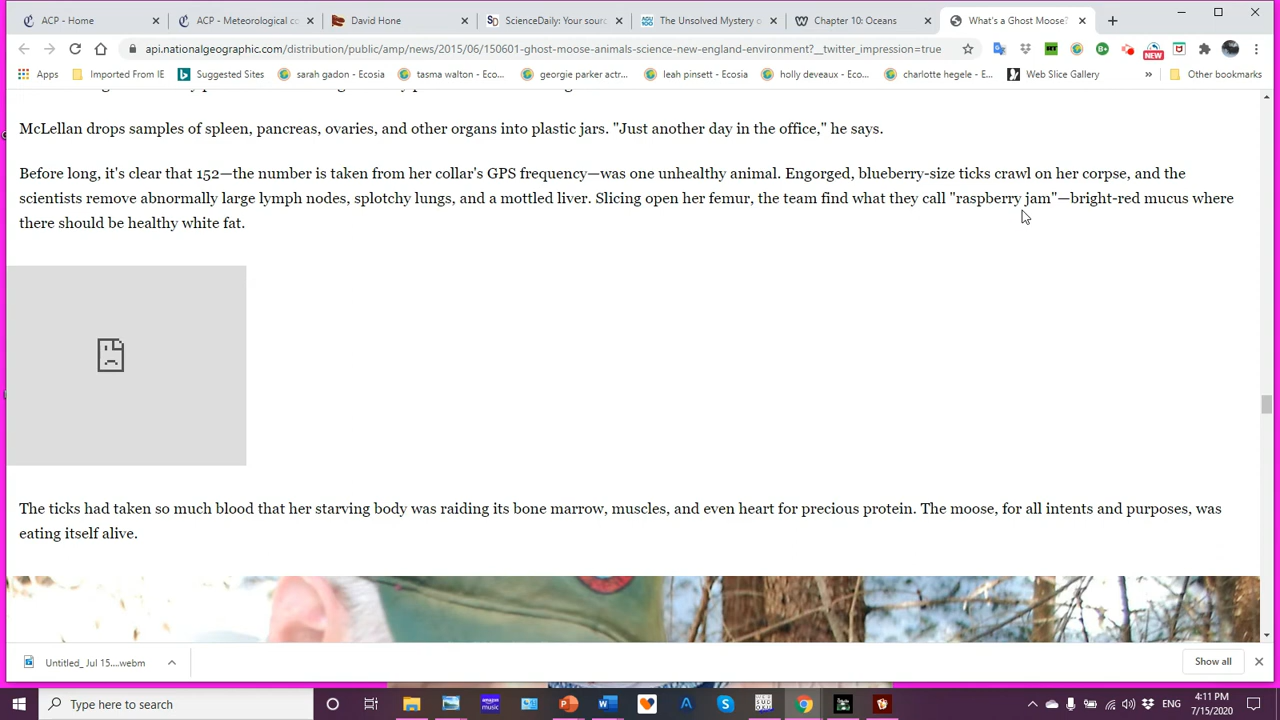 ACP - Home
ACP - Meteorological co
David Hone
ScienceDaily: Your sour
The Unsolved Mystery o
Chapter 10: Oceans
What's a Ghost Moose?
api.nationalgeographic.com/distribution/public/amp/news/2015/06/150601-ghost-moose-animals-science-new-england-environment?__twitter_impression=true
Apps
Imported From IE
Suggested Sites
sarah gadon - Ecosia
tasma walton - Eco...
georgie parker actr...
leah pinsett - Ecosia
holly deveaux - Eco...
charlotte hegele - E...
Web Slice Gallery
»
Other bookmarks
McLellan drops samples of spleen, pancreas, ovaries, and other organs into plastic jars. "Just another day in the office," he says.
Before long, it's clear that 152—the number is taken from her collar's GPS frequency—was one unhealthy animal. Engorged, blueberry-size ticks crawl on her corpse, and the
scientists remove abnormally large lymph nodes, splotchy lungs, and a mottled liver. Slicing open her femur, the team find what they call "raspberry jam"—bright-red mucus where
there should be healthy white fat.
The ticks had taken so much blood that her starving body was raiding its bone marrow, muscles, and even heart for precious protein. The moose, for all intents and purposes, was
eating itself alive.
Untitled_ Jul 15....webm
Show all
Type here to search
ENG
4:11 PM
7/15/2020